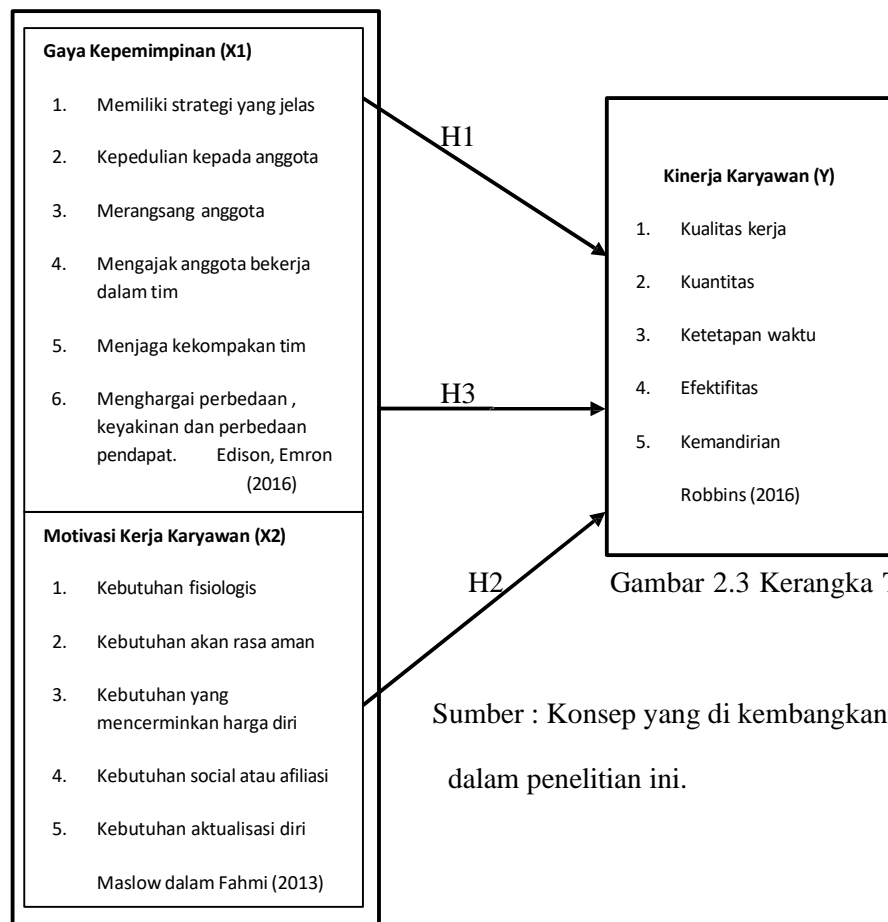 Gaya Kepemimpinan (X1)
1. Memiliki strategi yang jelas
2. Kepedulian kepada anggota
3. Merangsang anggota
4. Mengajak anggota bekerja
dalam tim
5. Menjaga kekompakan tim
6. Menghargai perbedaan ,
keyakinan dan perbedaan
pendapat. Edison, Emron
(2016)
Motivasi Kerja Karyawan (X2)
1. Kebutuhan fisiologis
2. Kebutuhan akan rasa aman
3. Kebutuhan yang
mencerminkan harga diri
4. Kebutuhan social atau afiliasi
5. Kebutuhan aktualisasi diri
Maslow dalam Fahmi (2013)
H1
H3
H2
Kinerja Karyawan (Y)
1. Kualitas kerja
2. Kuantitas
3. Ketetapan waktu
4. Efektifitas
5. Kemandirian
Robbins (2016)
Gambar 2.3 Kerangka
Sumber : Konsep yang di kembangkan
dalam penelitian ini.